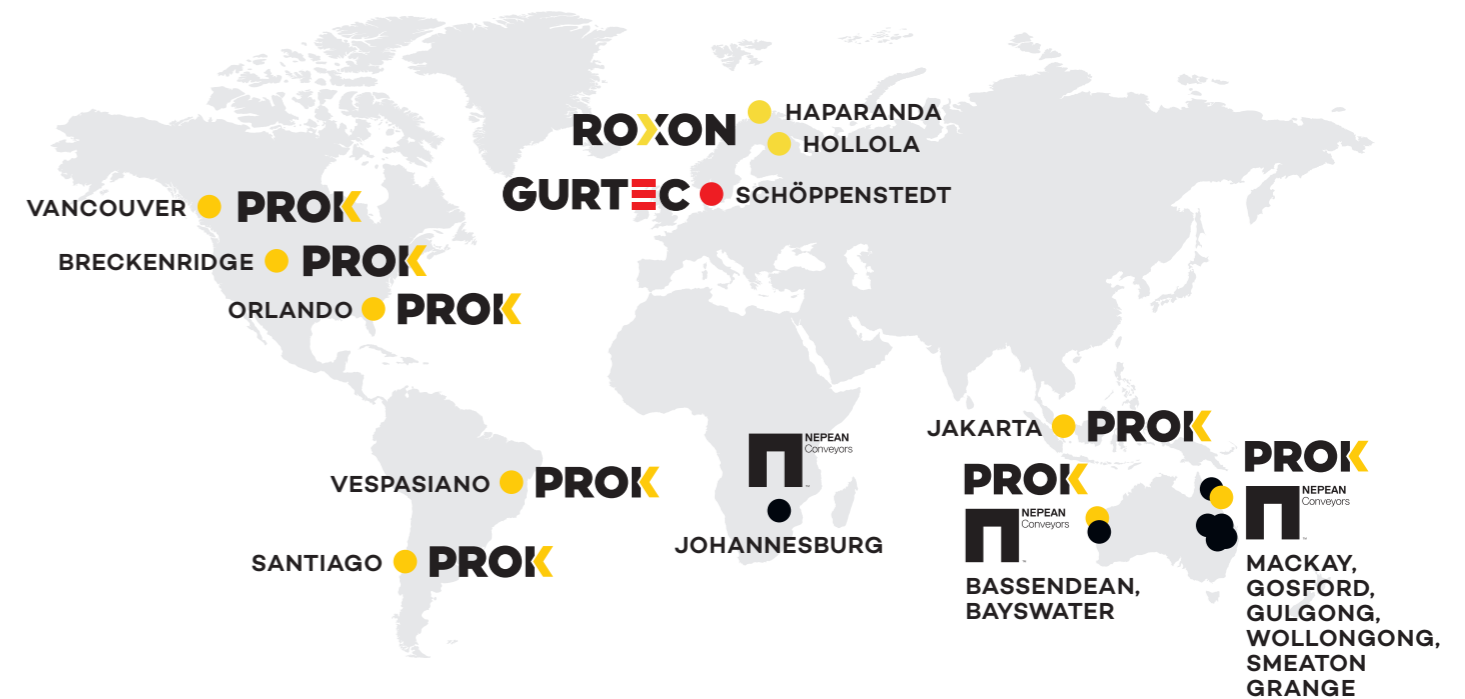 HAPARANDA
ROXON
HOLLOLA
GURTEC
SCHÖPPENSTEDT
VANCOUVER PROK
BRECKENRIDGE PROK
ORLANDO PROK
JAKARTA PROK
NEPEAN
Conveyors
JOHANNESBURG
VESPASIANO PROK
SANTIAGO PROK
PROK
NEPEAN
Conveyors
BASSENDEAN,
BAYSWATER
PROK
NEPEAN
Conveyors
MACKAY,
GOSFORD,
GULGONG,
WOLLONGONG,
SMEATON
GRANGE